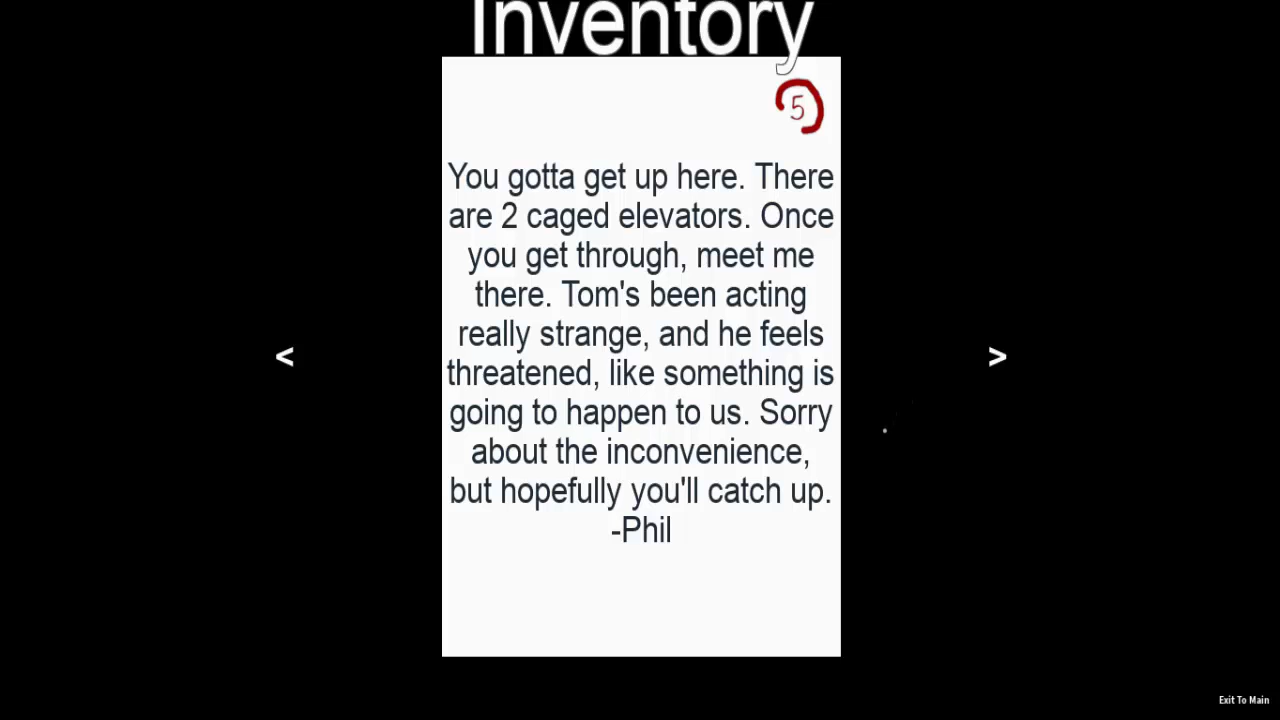 Inventory
5
You gotta get up here. There
are 2 caged elevators. Once
you get through, meet me
there. Tom's been acting
really strange, and he feels
threatened, like something is
going to happen to us. Sorry
about the inconvenience,
but hopefully you'll catch up.
-Phil
< >
Exit To Main